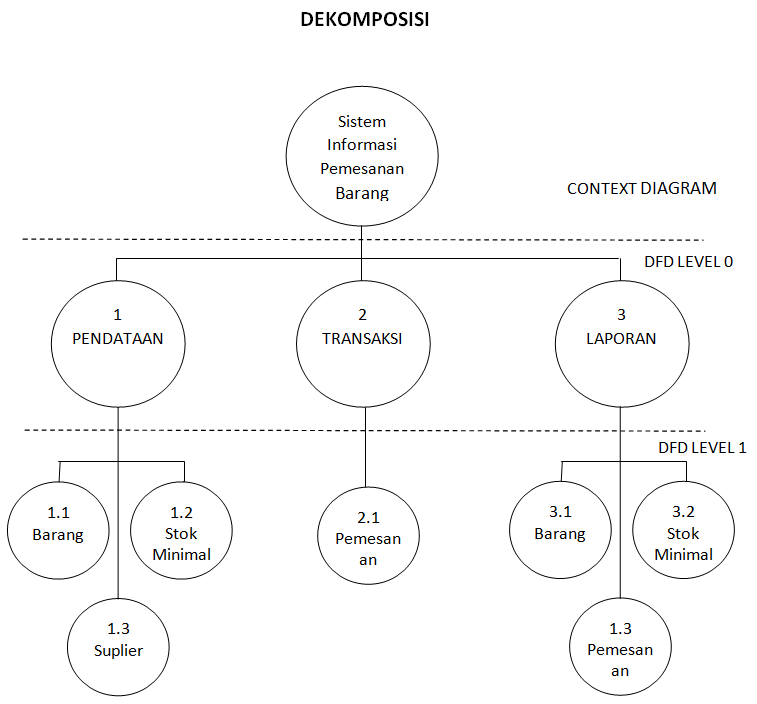 DEKOMPOSISI
Sistem
Informasi
Pemesanan
Barang
CONTEXT DIAGRAM
DFD LEVEL 0
1
PENDATAAN
2
TRANSAKSI
3
LAPORAN
DFD LEVEL 1
1.1
Barang
1.2
Stok
Minimal
2.1
Pemesan
an
3.1
Barang
3.2
Stok
Minimal
1.3
Suplier
1.3
Pemesan
an